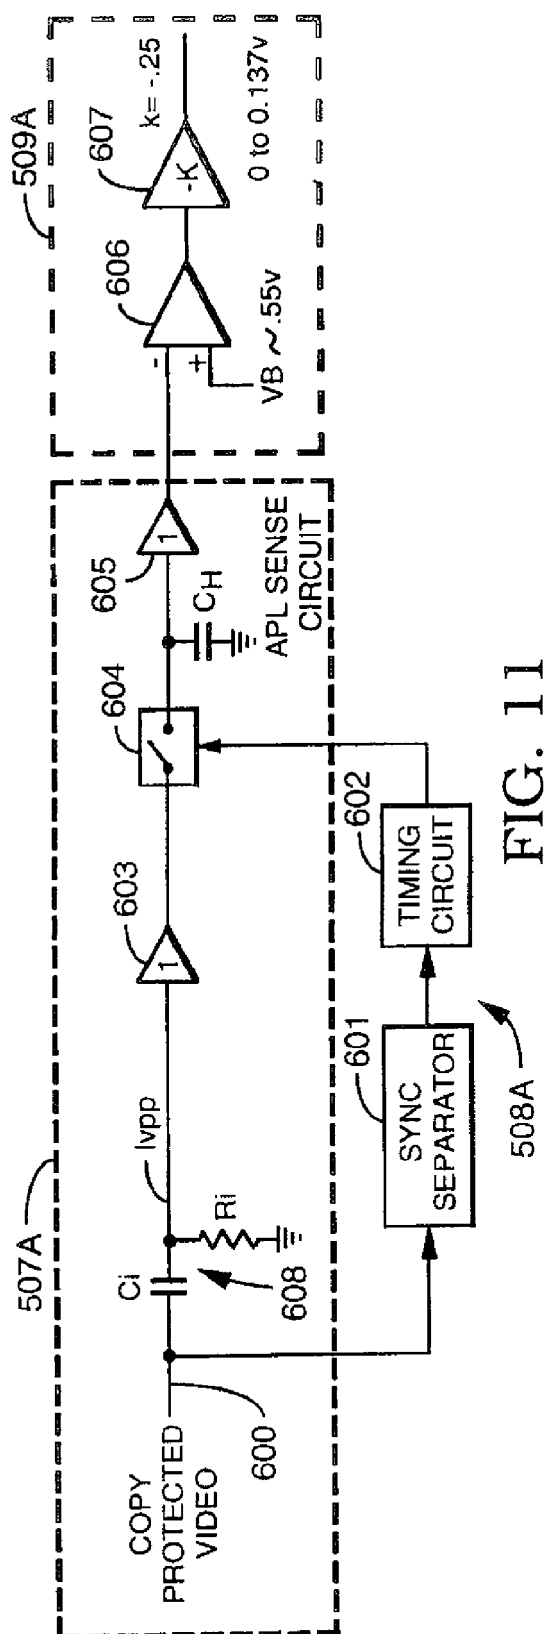 507A
COPY
PROTECTED
VIDEO
600
Ci
608
Ri
1vpp
603
1
604
CH
605
1
APL SENSE
CIRCUIT
509A
606
-
+
VB ~ .55v
607
-K
k= -.25
0 to 0.137v
601
SYNC
SEPARATOR
602
TIMING
CIRCUIT
508A
FIG. 11